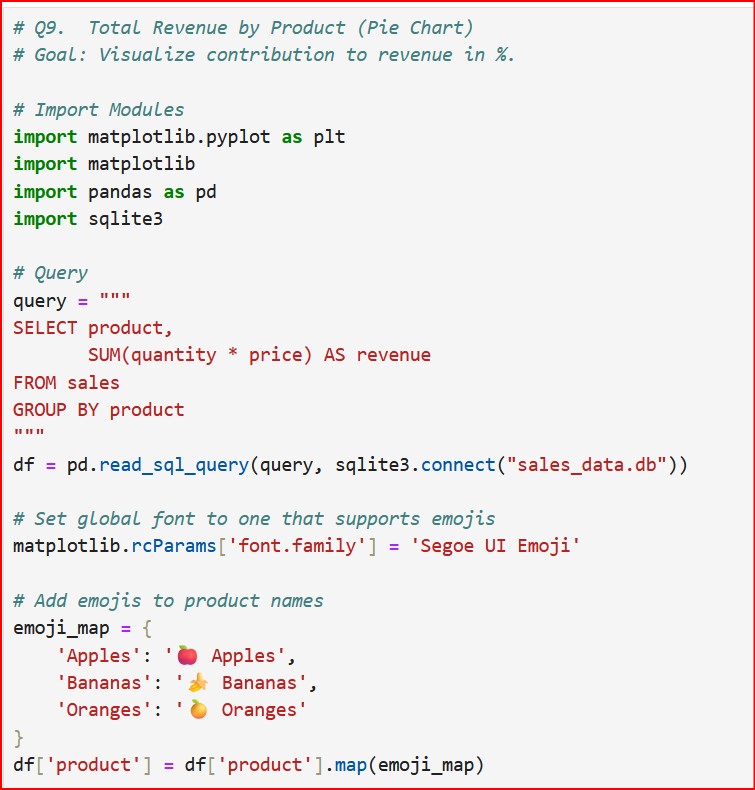 # Q9.  Total Revenue by Product (Pie Chart)
# Goal: Visualize contribution to revenue in %.

# Import Modules
import matplotlib.pyplot as plt
import matplotlib
import pandas as pd
import sqlite3

# Query
query = """
SELECT product,
       SUM(quantity * price) AS revenue
FROM sales
GROUP BY product
"""
df = pd.read_sql_query(query, sqlite3.connect("sales_data.db"))

# Set global font to one that supports emojis
matplotlib.rcParams['font.family'] = 'Segoe UI Emoji'

# Add emojis to product names
emoji_map = {
    'Apples': '🍎 Apples',
    'Bananas': '🍌 Bananas',
    'Oranges': '🍊 Oranges'
}
df['product'] = df['product'].map(emoji_map)